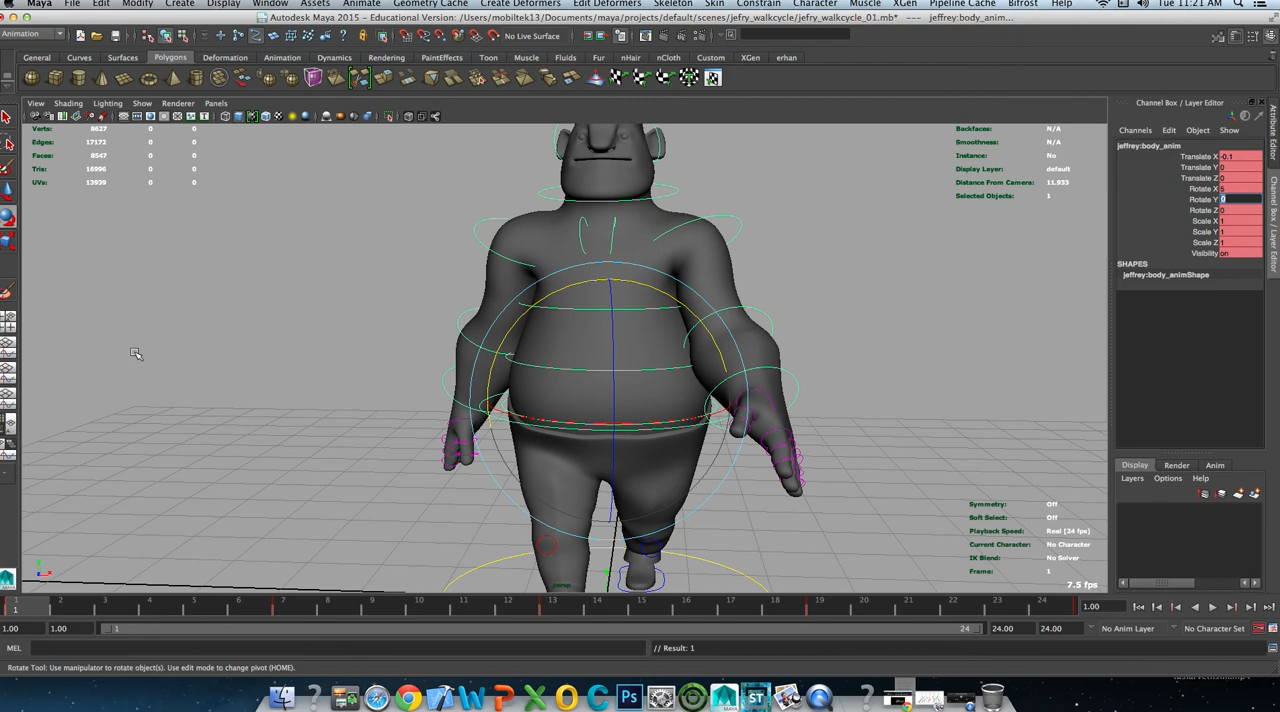 Maya File Edit Modify Create Display Window Assets Animate Geometry Cache Create Deformers Edit Deformers Skeleton Skin Constrain Character Muscle Pipeline Cache Bifrost Help Tue 11:21 AM
Autodesk Maya 2015 - Educational Version: /Users/mobiltek13/Documents/maya/projects/default/scenes/jefry_walkcycle/jefry_walkcycle_01.mb* --- jeffrey:body_anim...
Animation No Live Surface
General Curves Surfaces Polygons Deformation Animation Dynamics Rendering PaintEffects Toon Muscle Fluids Fur nHair nCloth Custom XGen erhan
View Shading Lighting Show Renderer Panels
Channel Box / Layer Editor
Verts: 8627 0 0
Edges: 17172 0 0
Faces: 8547 0 0
Tris: 16996 0 0
UVs: 13939 0 0
Backfaces: N/A
Smoothness: N/A
Instance: No
Display Layer: default
Distance From Camera: 11.933
Selected Objects: 1
Channels Edit Object Show
jeffrey:body_anim
Translate X -0.1
Translate Y 0
Translate Z 0
Rotate X 5
Rotate Y 0
Rotate Z 0
Scale X 1
Scale Y 1
Scale Z 1
Visibility on
SHAPES
jeffrey:body_animShape
Attribute Editor
Channel Box / Layer Editor
Display Render Anim
Layers Options Help
Symmetry: Off
Soft Select: Off
Playback Speed: Real [24 fps]
Current Character: No Character
IK Blend: No Solver
Frame: 1
7.5 fps
persp
1 2 3 4 5 6 7 8 9 10 11 12 13 14 15 16 17 18 19 20 21 22 23 24
1 1.00
1.00 1.00 1 24 24.00 24.00 No Anim Layer No Character Set
MEL // Result: 1
Rotate Tool: Use manipulator to rotate object(s). Use edit mode to change pivot (HOME).